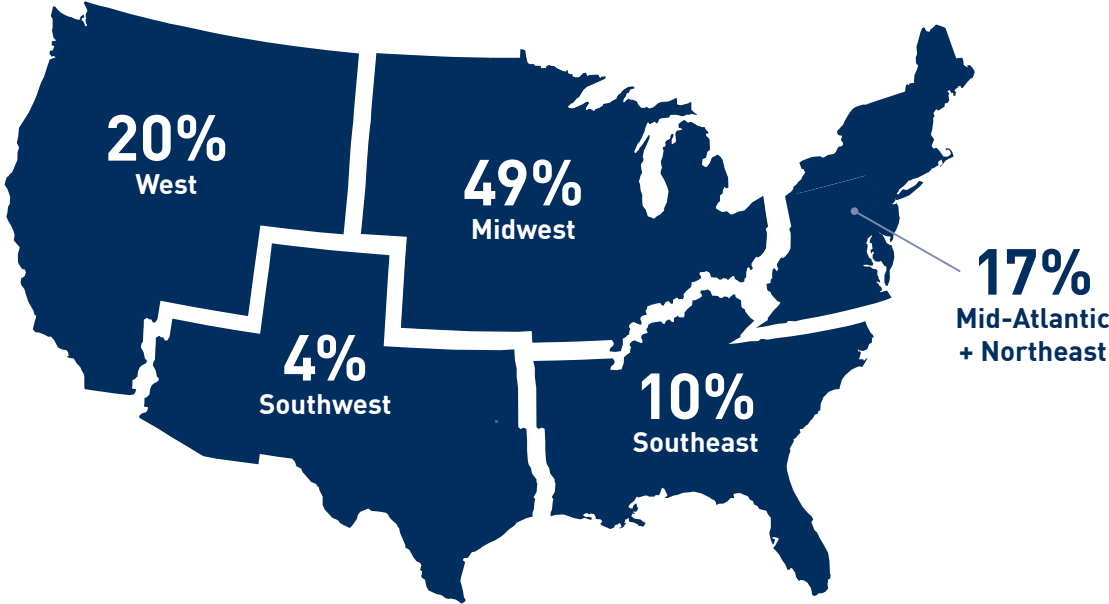 20%
West
49%
Midwest
17%
Mid-Atlantic
+ Northeast
4%
Southwest
10%
Southeast